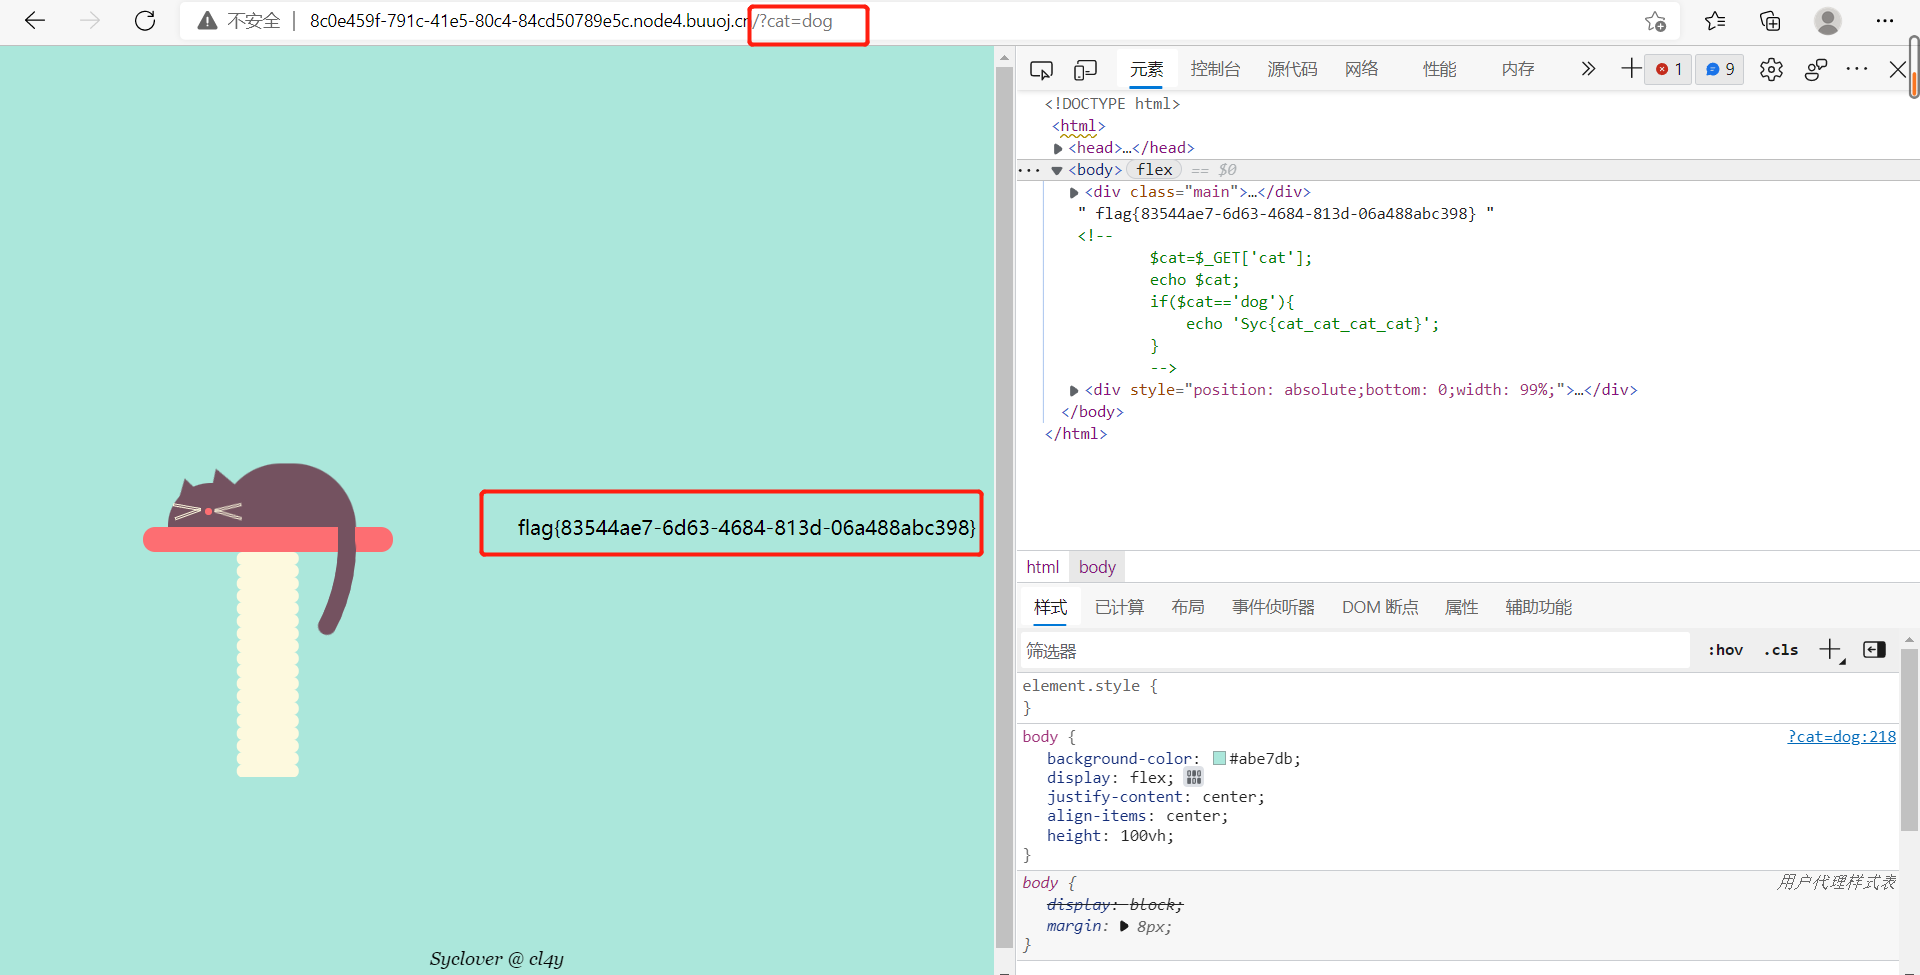 不安全 | 8c0e459f-791c-41e5-80c4-84cd50789e5c.node4.buuoj.cn/?cat=dog
元素 控制台 源代码 网络 性能 内存 1 9
<!DOCTYPE html>
<html>
<head>…</head>
<body> flex == $0
<div class="main">…</div>
" flag{83544ae7-6d63-4684-813d-06a488abc398} "
<!--
$cat=$_GET['cat'];
echo $cat;
if($cat=='dog'){
echo 'Syc{cat_cat_cat_cat}';
}
-->
<div style="position: absolute;bottom: 0;width: 99%;">…</div>
</body>
</html>
flag{83544ae7-6d63-4684-813d-06a488abc398}
Syclover @ cl4y
html body
样式 已计算 布局 事件侦听器 DOM 断点 属性 辅助功能
筛选器 :hov .cls
element.style {
}
body { ?cat=dog:218
background-color: #abe7db;
display: flex;
justify-content: center;
align-items: center;
height: 100vh;
}
body { 用户代理样式表
display: block;
margin: 8px;
}